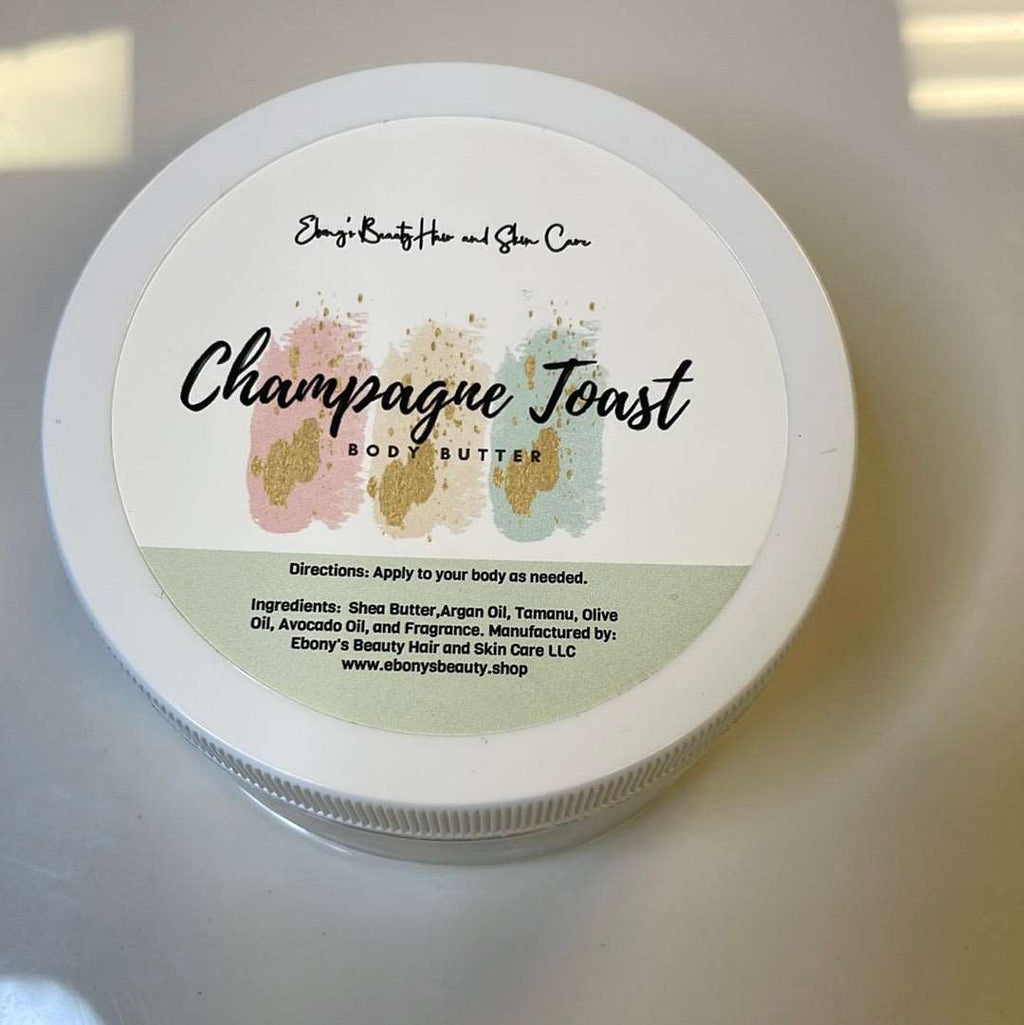 Ebony's Beauty Hair and Skin Care
Champagne Toast
BODY BUTTER
Directions: Apply to your body as needed.
Ingredients: Shea Butter,Argan Oil, Tamanu, Olive
Oil, Avocado Oil, and Fragrance. Manufactured by:
Ebony's Beauty Hair and Skin Care LLC
www.ebonysbeauty.shop